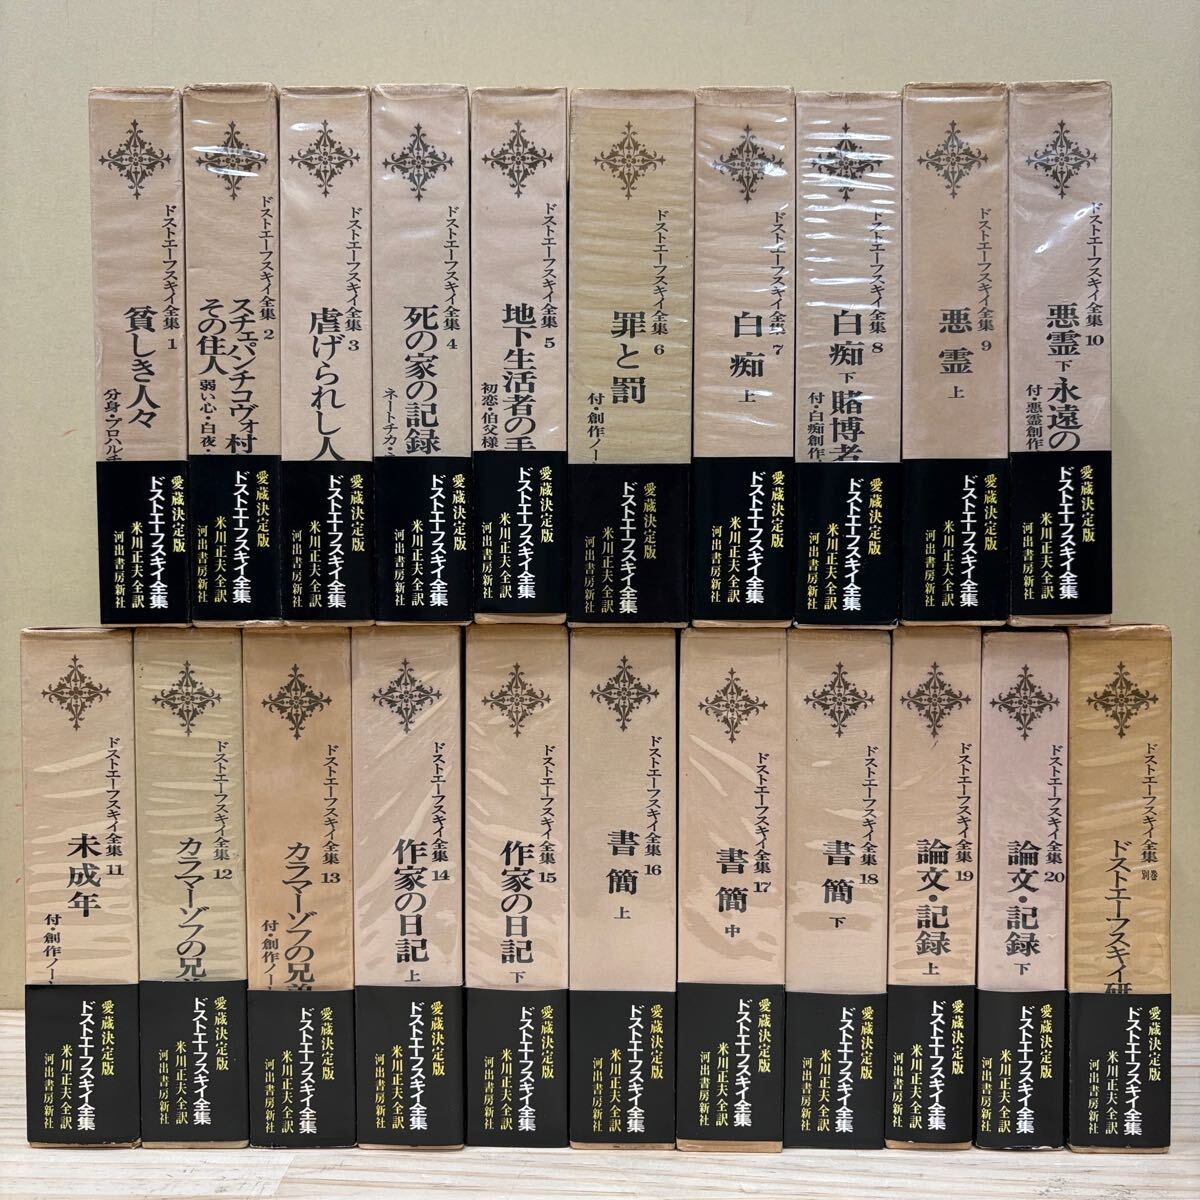 ドストエーフスキイ全集 1
貧しき人々
分身・プロハルチ
愛蔵決定版
ドストエーフスキイ全集
米川正夫全訳
河出書房新社
ドストエーフスキイ全集 2
スチェパンチコヴォ村
その住人
弱い心・白夜・
愛蔵決定版
ドストエーフスキイ全集
米川正夫全訳
河出書房新社
ドストエーフスキイ全集 3
虐げられし人
愛蔵決定版
ドストエーフスキイ全集
米川正夫全訳
河出書房新社
ドストエーフスキイ全集 4
死の家の記録
ネートチカ・
愛蔵決定版
ドストエーフスキイ全集
米川正夫全訳
河出書房新社
ドストエーフスキイ全集 5
地下生活者の手
初恋・伯父様
愛蔵決定版
ドストエーフスキイ全集
米川正夫全訳
河出書房新社
ドストエーフスキイ全集 6
罪と罰
付・創作ノー
愛蔵決定版
ドストエーフスキイ全集
米川正夫全訳
河出書房新社
ドストエーフスキイ全集 7
白痴 上
愛蔵決定版
ドストエーフスキイ全集
米川正夫全訳
河出書房新社
ドストエーフスキイ全集 8
白痴 下 賭博者
付・白痴創作
愛蔵決定版
ドストエーフスキイ全集
米川正夫全訳
河出書房新社
ドストエーフスキイ全集 9
悪霊 上
愛蔵決定版
ドストエーフスキイ全集
米川正夫全訳
河出書房新社
ドストエーフスキイ全集 10
悪霊 下 永遠の
付・悪霊創作
愛蔵決定版
ドストエーフスキイ全集
米川正夫全訳
河出書房新社
ドストエーフスキイ全集 11
未成年
付・創作ノー
愛蔵決定版
ドストエーフスキイ全集
米川正夫全訳
河出書房新社
ドストエーフスキイ全集 12
カラマーゾフの兄弟
愛蔵決定版
ドストエーフスキイ全集
米川正夫全訳
河出書房新社
ドストエーフスキイ全集 13
カラマーゾフの兄弟
付・創作ノー
愛蔵決定版
ドストエーフスキイ全集
米川正夫全訳
河出書房新社
ドストエーフスキイ全集 14
作家の日記 上
愛蔵決定版
ドストエーフスキイ全集
米川正夫全訳
河出書房新社
ドストエーフスキイ全集 15
作家の日記 下
愛蔵決定版
ドストエーフスキイ全集
米川正夫全訳
河出書房新社
ドストエーフスキイ全集 16
書簡 上
愛蔵決定版
ドストエーフスキイ全集
米川正夫全訳
河出書房新社
ドストエーフスキイ全集 17
書簡 中
愛蔵決定版
ドストエーフスキイ全集
米川正夫全訳
河出書房新社
ドストエーフスキイ全集 18
書簡 下
愛蔵決定版
ドストエーフスキイ全集
米川正夫全訳
河出書房新社
ドストエーフスキイ全集 19
論文・記録 上
愛蔵決定版
ドストエーフスキイ全集
米川正夫全訳
河出書房新社
ドストエーフスキイ全集 20
論文・記録 下
愛蔵決定版
ドストエーフスキイ全集
米川正夫全訳
河出書房新社
ドストエーフスキイ全集 別巻
ドストエーフスキイ研
愛蔵決定版
ドストエーフスキイ全集
米川正夫全訳
河出書房新社